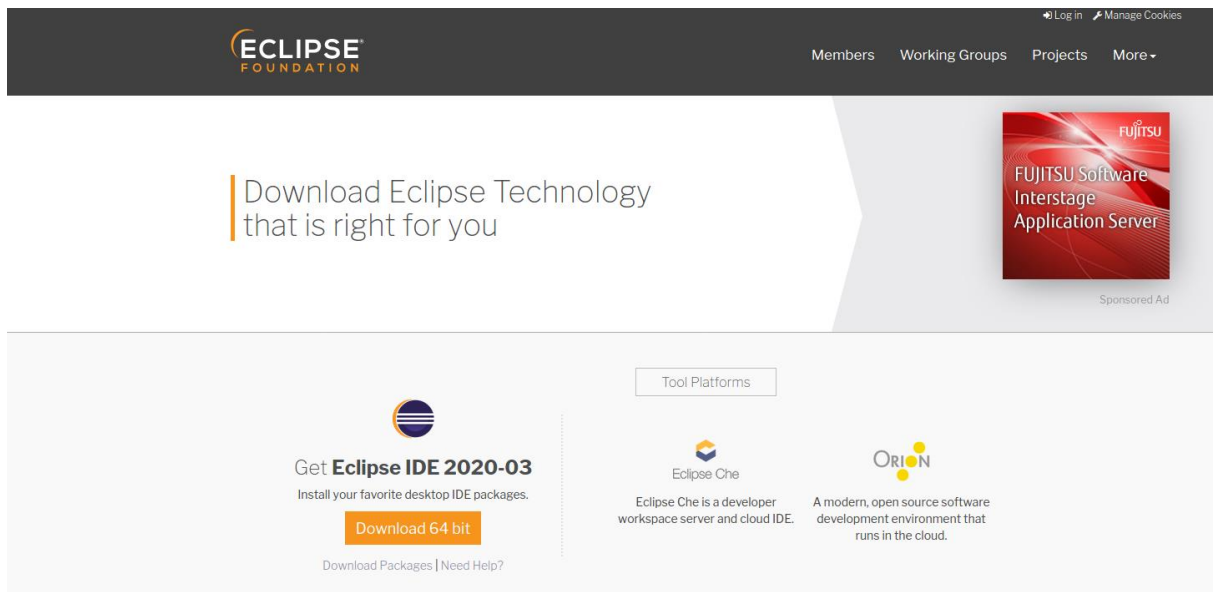 Log in Manage Cookies
ECLIPSE
FOUNDATION
Members Working Groups Projects More
Download Eclipse Technology
that is right for you
FUJITSU
FUJITSU Software
Interstage
Application Server
Sponsored Ad
Tool Platforms
Get Eclipse IDE 2020-03
Install your favorite desktop IDE packages.
Download 64 bit
Download Packages | Need Help?
Eclipse Che
Eclipse Che is a developer
workspace server and cloud IDE.
ORION
A modern, open source software
development environment that
runs in the cloud.